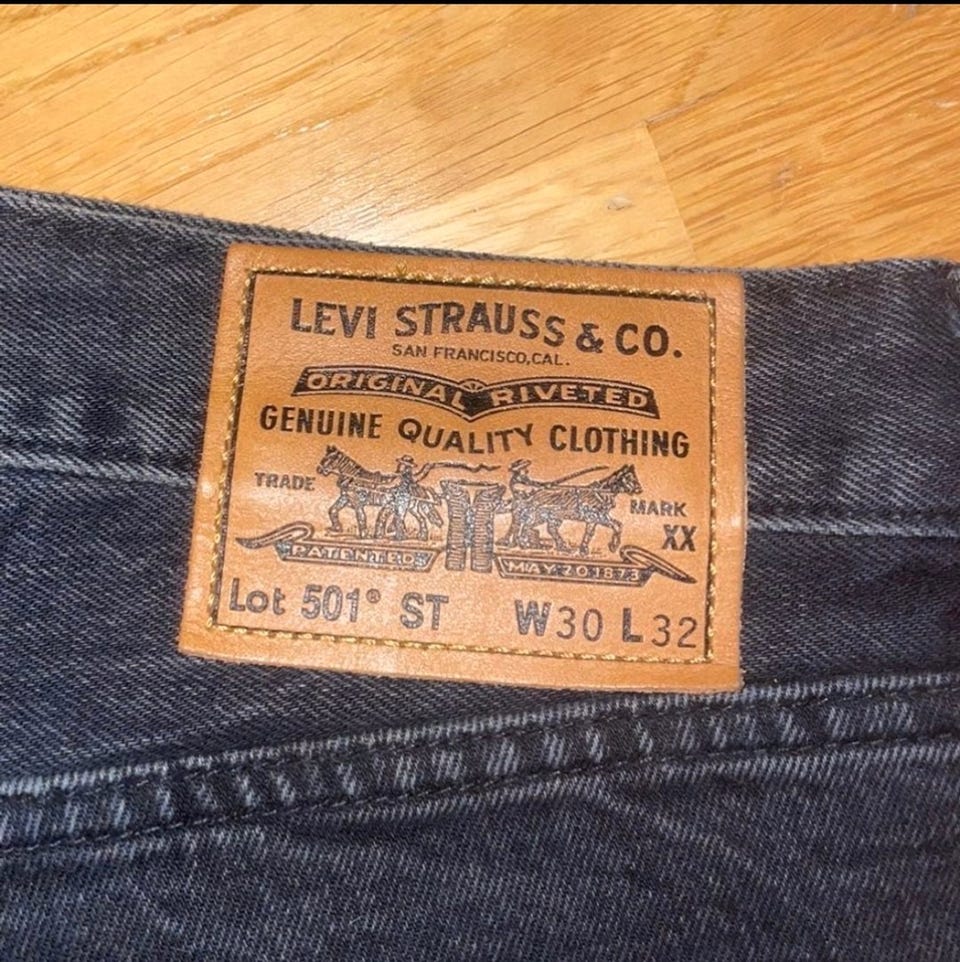 LEVI STRAUSS & CO.
SAN FRANCISCO, CAL.
ORIGINAL RIVETED
GENUINE QUALITY CLOTHING
TRADE MARK
XX
PATENTED MAY 20 1873
Lot 501® ST W30 L32